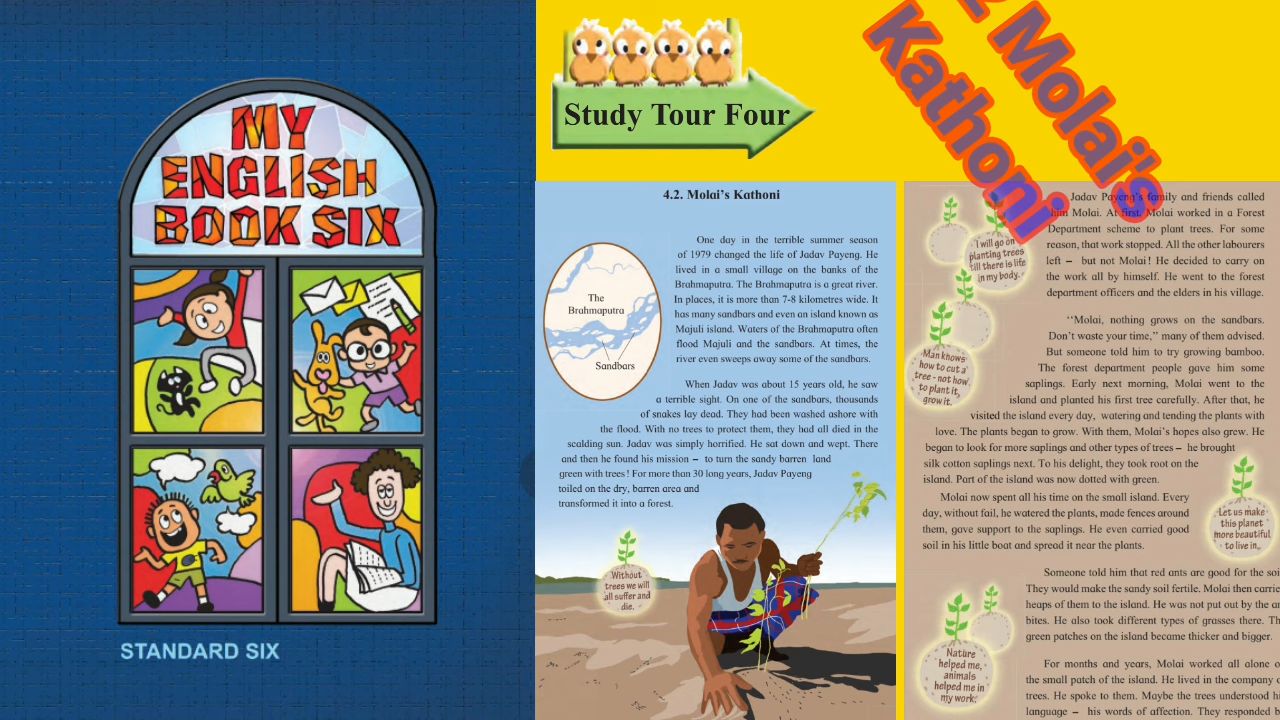 MY
ENGLISH
BOOK SIX
STANDARD SIX
Study Tour Four
2 Molai's
Kathoni
4.2. Molai's Kathoni
The
Brahmaputra
Sandbars
One day in the terrible summer season
of 1979 changed the life of Jadav Payeng. He
lived in a small village on the banks of the
Brahmaputra. The Brahmaputra is a great river.
In places, it is more than 7-8 kilometres wide. It
has many sandbars and even an island known as
Majuli island. Waters of the Brahmaputra often
flood Majuli and the sandbars. At times, the
river even sweeps away some of the sandbars.
When Jadav was about 15 years old, he saw
a terrible sight. On one of the sandbars, thousands
of snakes lay dead. They had been washed ashore with
the flood. With no trees to protect them, they had all died in the
scalding sun. Jadav was simply horrified. He sat down and wept. There
and then he found his mission – to turn the sandy barren land
green with trees! For more than 30 long years, Jadav Payeng
toiled on the dry, barren area and
transformed it into a forest.
Without
trees we will
all suffer and
die.
Jadav Payeng's family and friends called
him Molai. At first, Molai worked in a Forest
Department scheme to plant trees. For some
reason, that work stopped. All the other labourers
left – but not Molai! He decided to carry on
the work all by himself. He went to the forest
department officers and the elders in his village.
I will go on
planting trees
till there is life
in my body.
"Molai, nothing grows on the sandbars.
Don't waste your time," many of them advised.
But someone told him to try growing bamboo.
The forest department people gave him some
saplings. Early next morning, Molai went to the
island and planted his first tree carefully. After that, he
visited the island every day, watering and tending the plants with
love. The plants began to grow. With them, Molai's hopes also grew. He
began to look for more saplings and other types of trees – he brought
silk cotton saplings next. To his delight, they took root on the
island. Part of the island was now dotted with green.
Man knows
how to cut a
tree - not how
to plant it,
grow it.
Molai now spent all his time on the small island. Every
day, without fail, he watered the plants, made fences around
them, gave support to the saplings. He even carried good
soil in his little boat and spread it near the plants.
Let us make
this planet
more beautiful
to live in.
Someone told him that red ants are good for the soi
They would make the sandy soil fertile. Molai then carrie
heaps of them to the island. He was not put out by the an
bites. He also took different types of grasses there. Th
green patches on the island became thicker and bigger.
Nature
helped me,
animals
helped me in
my work.
For months and years, Molai worked all alone o
the small patch of the island. He lived in the company o
trees. He spoke to them. Maybe the trees understood hi
language – his words of affection. They responded b